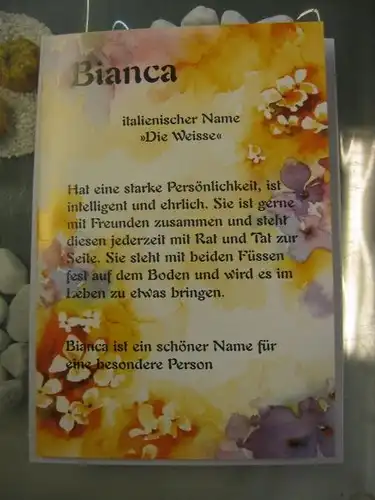 Bianca
italienischer Name
»Die Weisse«
Hat eine starke Persönlichkeit, ist
intelligent und ehrlich. Sie ist gerne
mit Freunden zusammen und steht
diesen jederzeit mit Rat und Tat zur
Seite. Sie steht mit beiden Füssen
fest auf dem Boden und wird es im
Leben zu etwas bringen.
Bianca ist ein schöner Name für
eine besondere Person